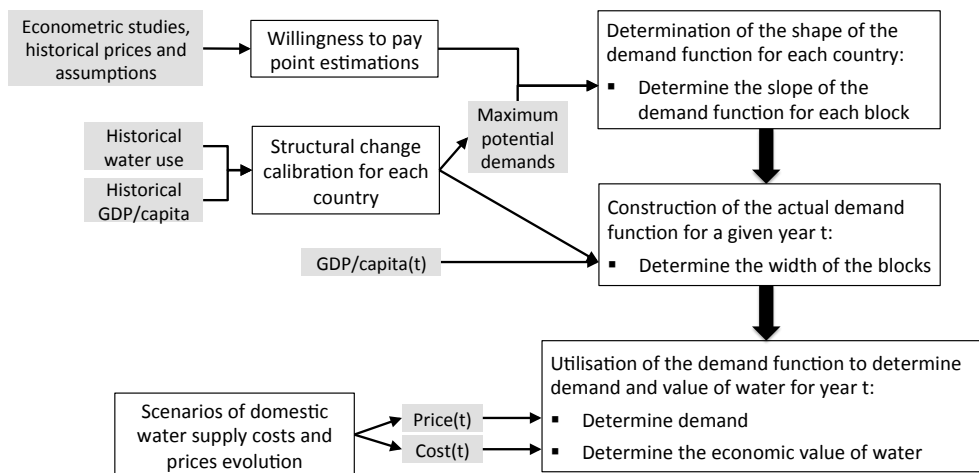 Econometric studies,
historical prices and
assumptions
Willingness to pay
point estimations
Determination of the shape of the
demand function for each country:
▪ Determine the slope of the
demand function for each block
Maximum
potential
demands
Historical
water use
Historical
GDP/capita
Structural change
calibration for each
country
Construction of the actual demand
function for a given year t:
▪ Determine the width of the blocks
GDP/capita(t)
Utilisation of the demand function to determine
demand and value of water for year t:
▪ Determine demand
▪ Determine the economic value of water
Scenarios of domestic
water supply costs and
prices evolution
Price(t)
Cost(t)